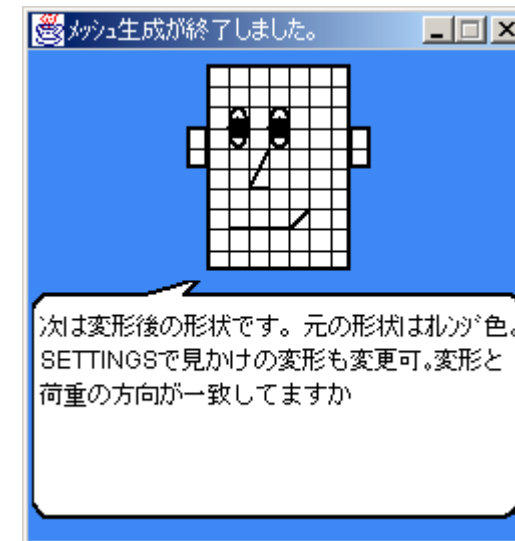 ﾒｯｼｭ生成が終了しました。
次は変形後の形状です。元の形状はｵﾚﾝｼﾞ色。
SETTINGSで見かけの変形も変更可｡変形と
荷重の方向が一致してますか